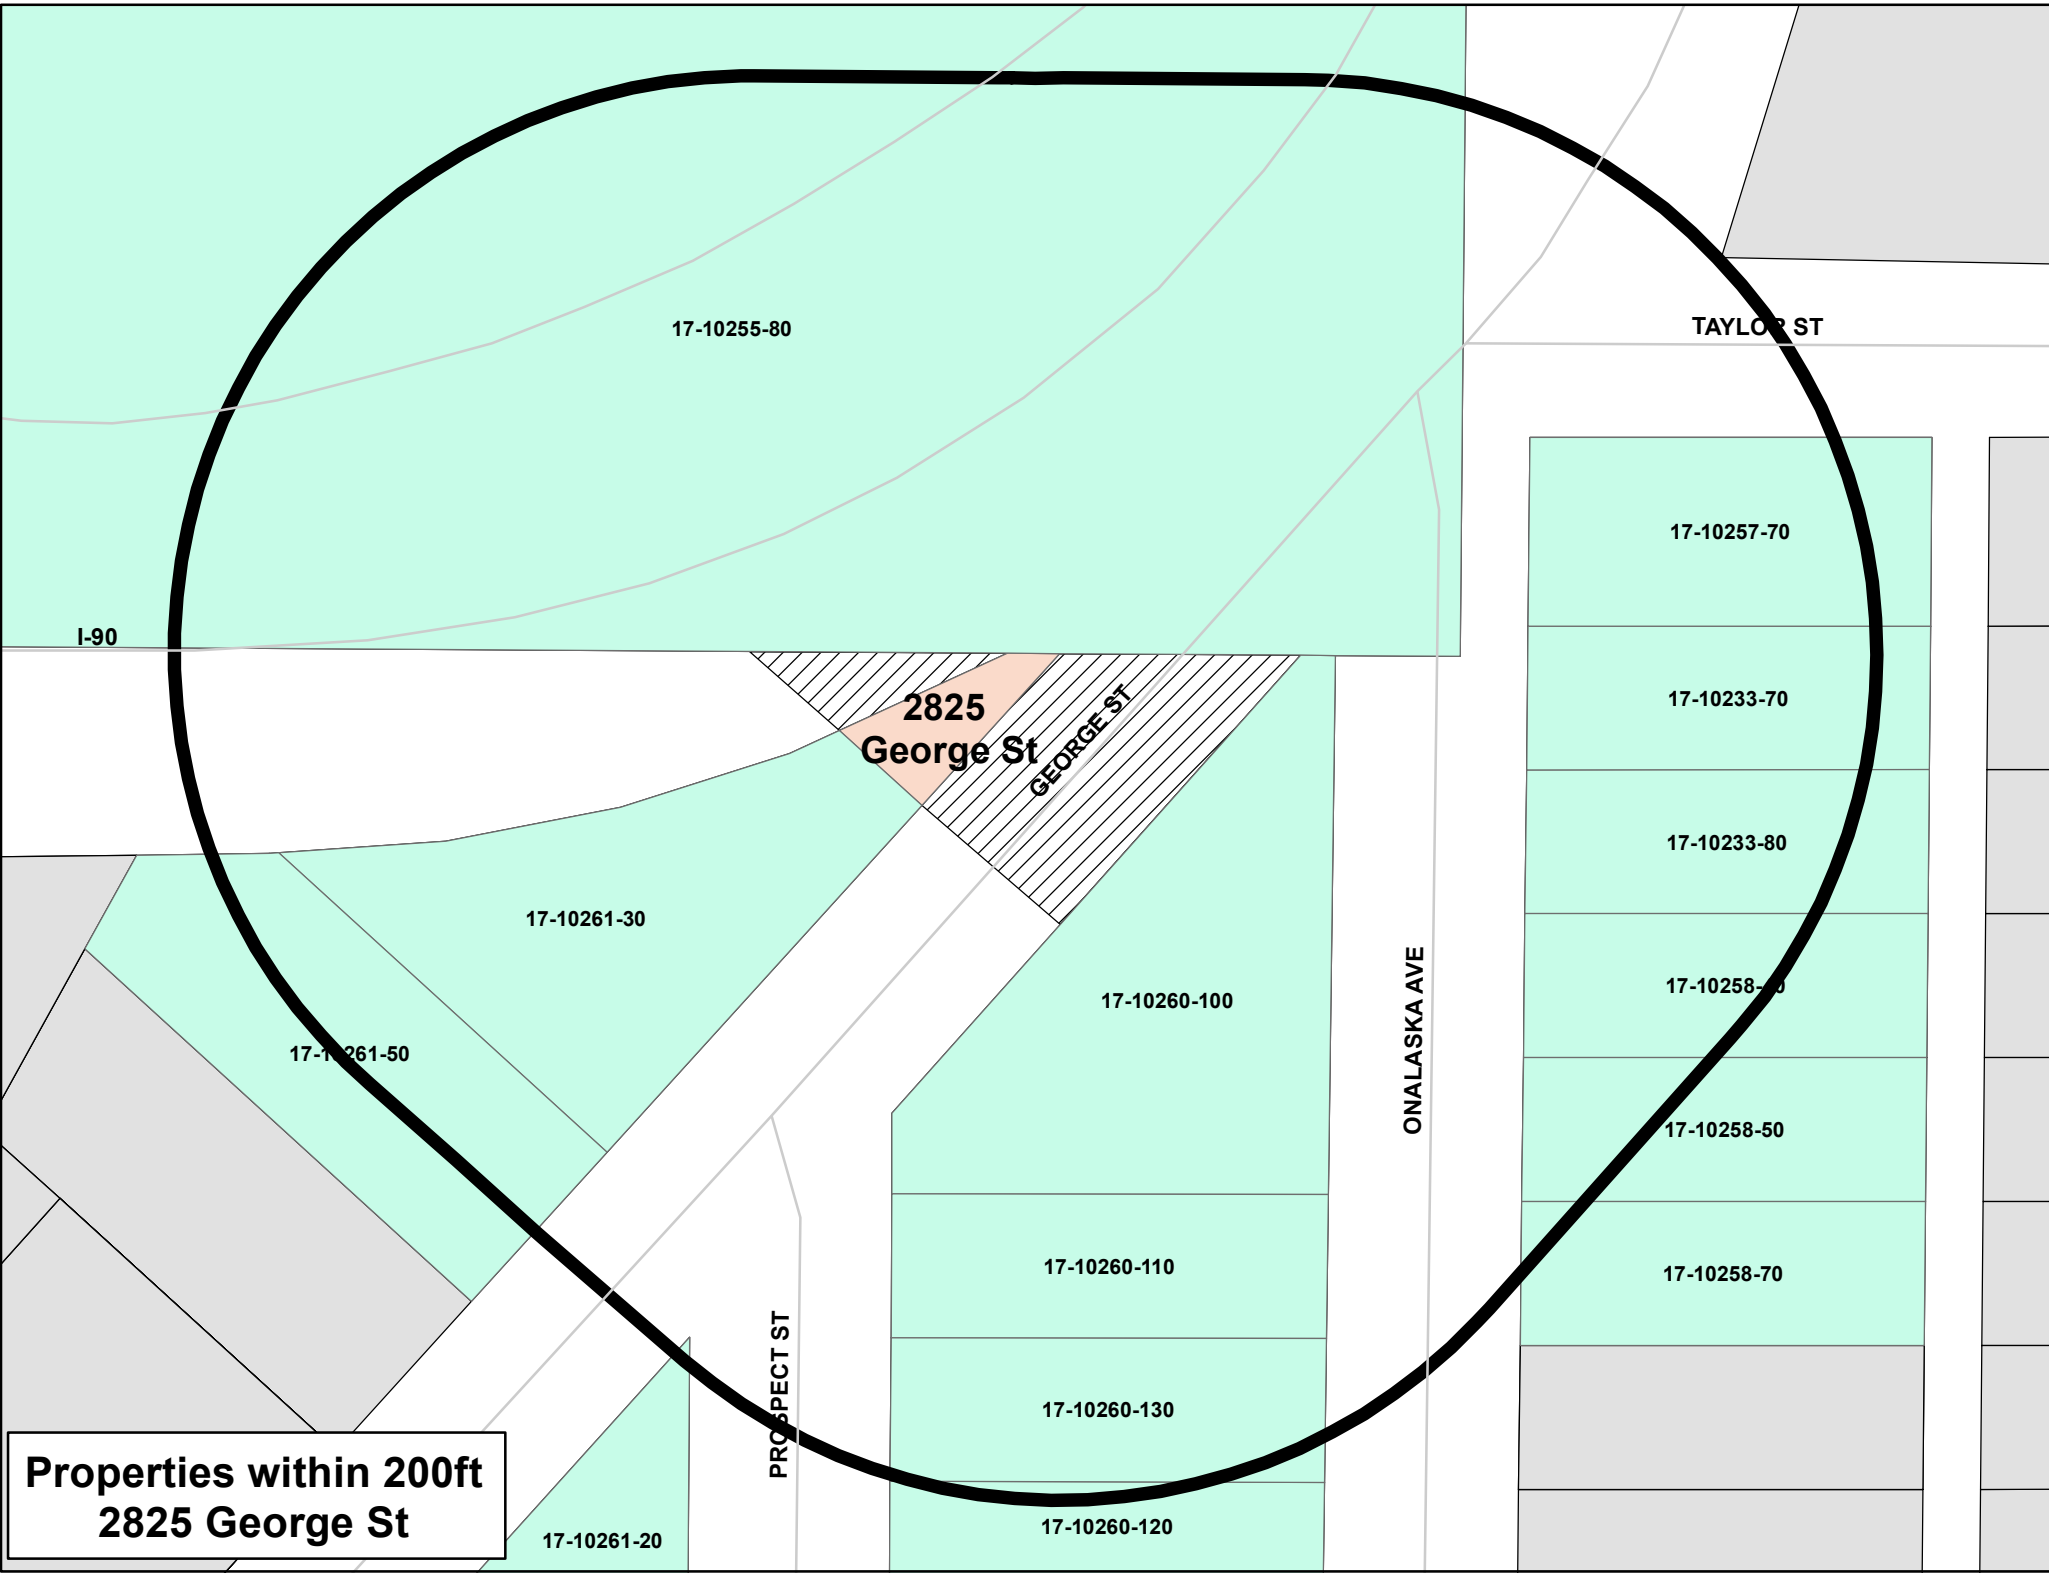 17-10255-80
TAYLOR ST
17-10257-70
I-90
17-10233-70
2825
George St
GEORGE ST
17-10233-80
17-10261-30
17-10260-100
ONALASKA AVE
17-10261-50
17-10258-50
17-10260-110
17-10258-70
PROSPECT ST
17-10260-130
Properties within 200ft
2825 George St
17-10260-120
17-10261-20